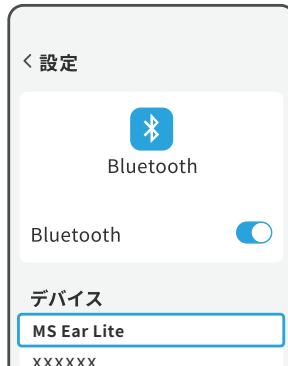 設定
Bluetooth
Bluetooth
デバイス
MS Ear Lite
XXXXXX